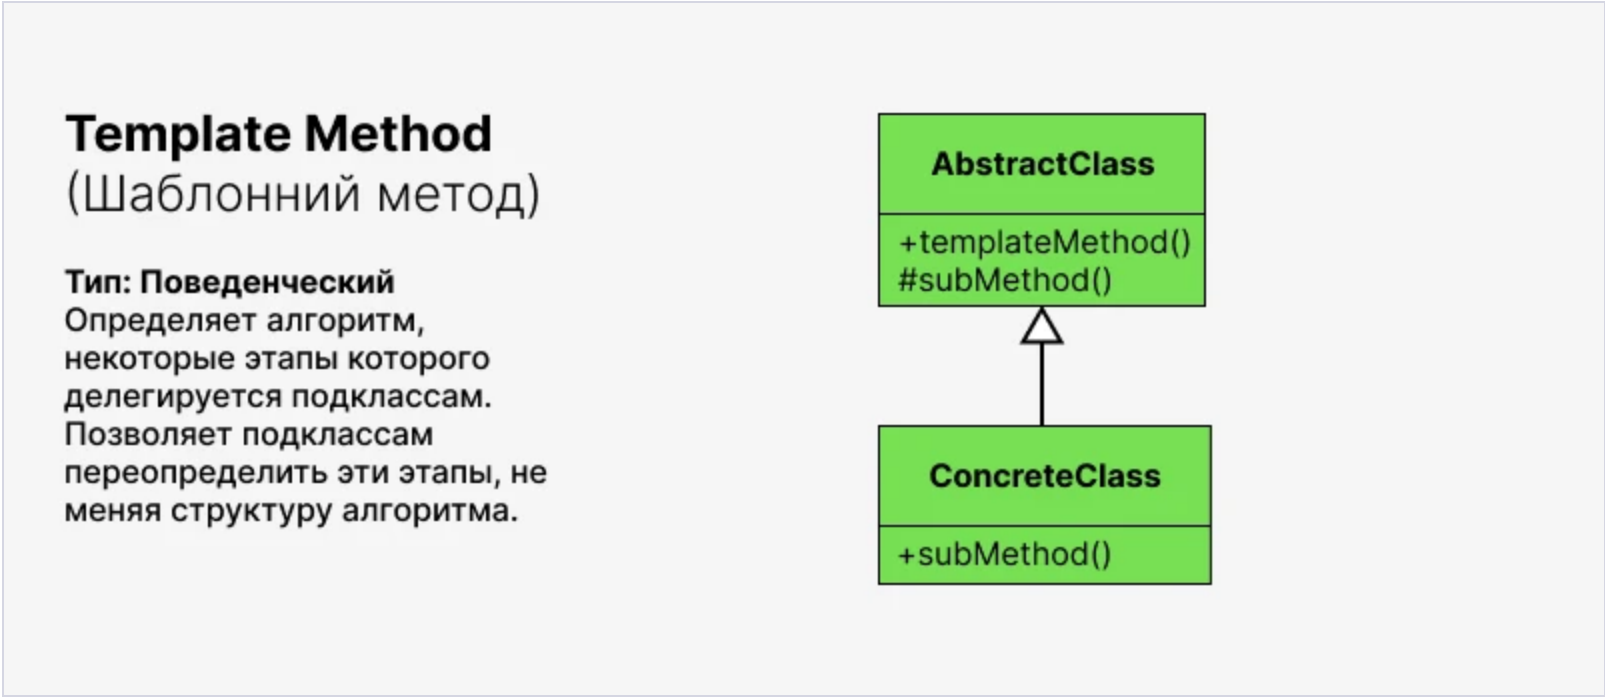 Template Method
(Шаблонний метод)
Тип: Поведенческий
Определяет алгоритм,
некоторые этапы которого
делегируется подклассам.
Позволяет подклассам
переопределить эти этапы, не
меняя структуру алгоритма.
AbstractClass
+templateMethod()
#subMethod()
ConcreteClass
+subMethod()